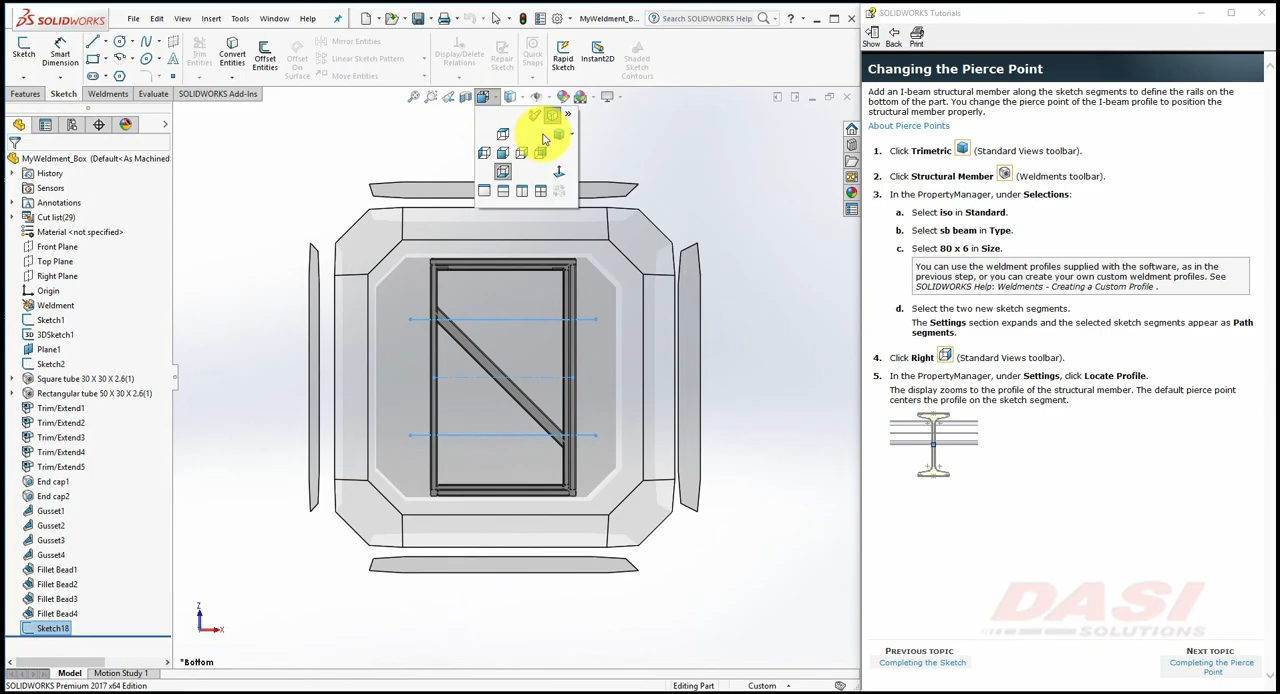 SOLIDWORKS
File
Edit
View
Insert
Tools
Window
Help
MyWeldment_B...
Search SOLIDWORKS Help
?
Sketch
Smart Dimension
Trim Entities
Convert Entities
Offset Entities
Offset On Surface
Mirror Entities
Linear Sketch Pattern
Move Entities
Display/Delete Relations
Repair Sketch
Quick Snaps
Rapid Sketch
Instant2D
Shaded Sketch Contours
Features
Sketch
Weldments
Evaluate
SOLIDWORKS Add-Ins
MyWeldment_Box (Default<As Machined
History
Sensors
Annotations
Cut list(29)
Material <not specified>
Front Plane
Top Plane
Right Plane
Origin
Weldment
Sketch1
3DSketch1
Plane1
Sketch2
Square tube 30 X 30 X 2.6(1)
Rectangular tube 50 X 30 X 2.6(1)
Trim/Extend1
Trim/Extend2
Trim/Extend3
Trim/Extend4
Trim/Extend5
End cap1
End cap2
Gusset1
Gusset2
Gusset3
Gusset4
Fillet Bead1
Fillet Bead2
Fillet Bead3
Fillet Bead4
Sketch18
Z
X
*Bottom
Model
Motion Study 1
SOLIDWORKS Premium 2017 x64 Edition
Editing Part
Custom
SOLIDWORKS Tutorials
Show
Back
Print
Changing the Pierce Point
Add an I-beam structural member along the sketch segments to define the rails on the
bottom of the part. You change the pierce point of the I-beam profile to position the
structural member properly.
About Pierce Points
1. Click Trimetric (Standard Views toolbar).
2. Click Structural Member (Weldments toolbar).
3. In the PropertyManager, under Selections:
a. Select iso in Standard.
b. Select sb beam in Type.
c. Select 80 x 6 in Size.
You can use the weldment profiles supplied with the software, as in the
previous step, or you can create your own custom weldment profiles. See
SOLIDWORKS Help: Weldments - Creating a Custom Profile .
d. Select the two new sketch segments.
The Settings section expands and the selected sketch segments appear as Path
segments.
4. Click Right (Standard Views toolbar).
5. In the PropertyManager, under Settings, click Locate Profile.
The display zooms to the profile of the structural member. The default pierce point
centers the profile on the sketch segment.
DASI
SOLUTIONS
PREVIOUS TOPIC
Completing the Sketch
NEXT TOPIC
Completing the Pierce
Point